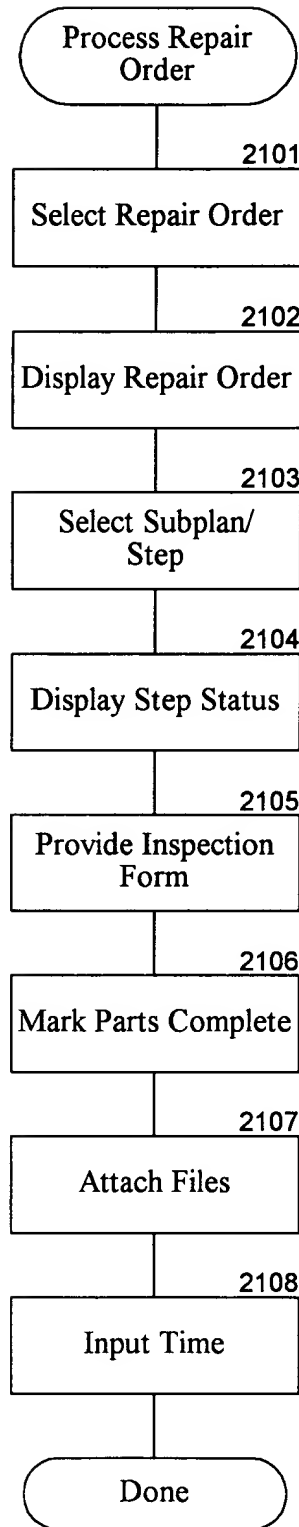 Process Repair
Order
2101
Select Repair Order
2102
Display Repair Order
2103
Select Subplan/
Step
2104
Display Step Status
2105
Provide Inspection
Form
2106
Mark Parts Complete
2107
Attach Files
2108
Input Time
Done